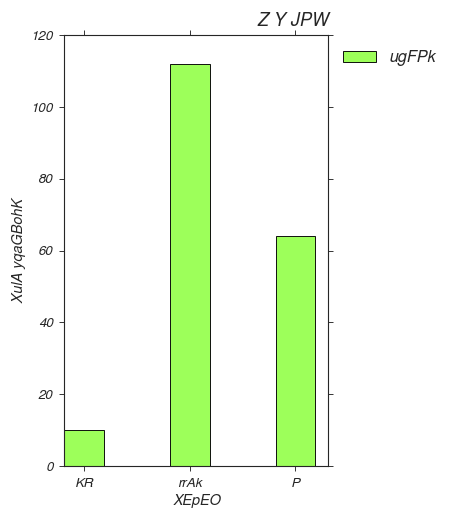 Z Y JPW
ugFPk
120
100
80
60
40
20
0
XulA yqaGBohK
KR rrAk P
XEpEO